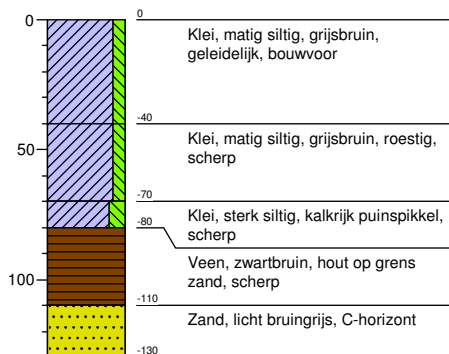 0
0
Klei, matig siltig, grijsbruin,
geleidelijk, bouwvoor
-40
50
Klei, matig siltig, grijsbruin, roestig,
scherp
-70
Klei, sterk siltig, kalkrijk puinspikkel,
scherp
-80
Veen, zwartbruin, hout op grens
zand, scherp
100
-110
Zand, licht bruingrijs, C-horizont
-130